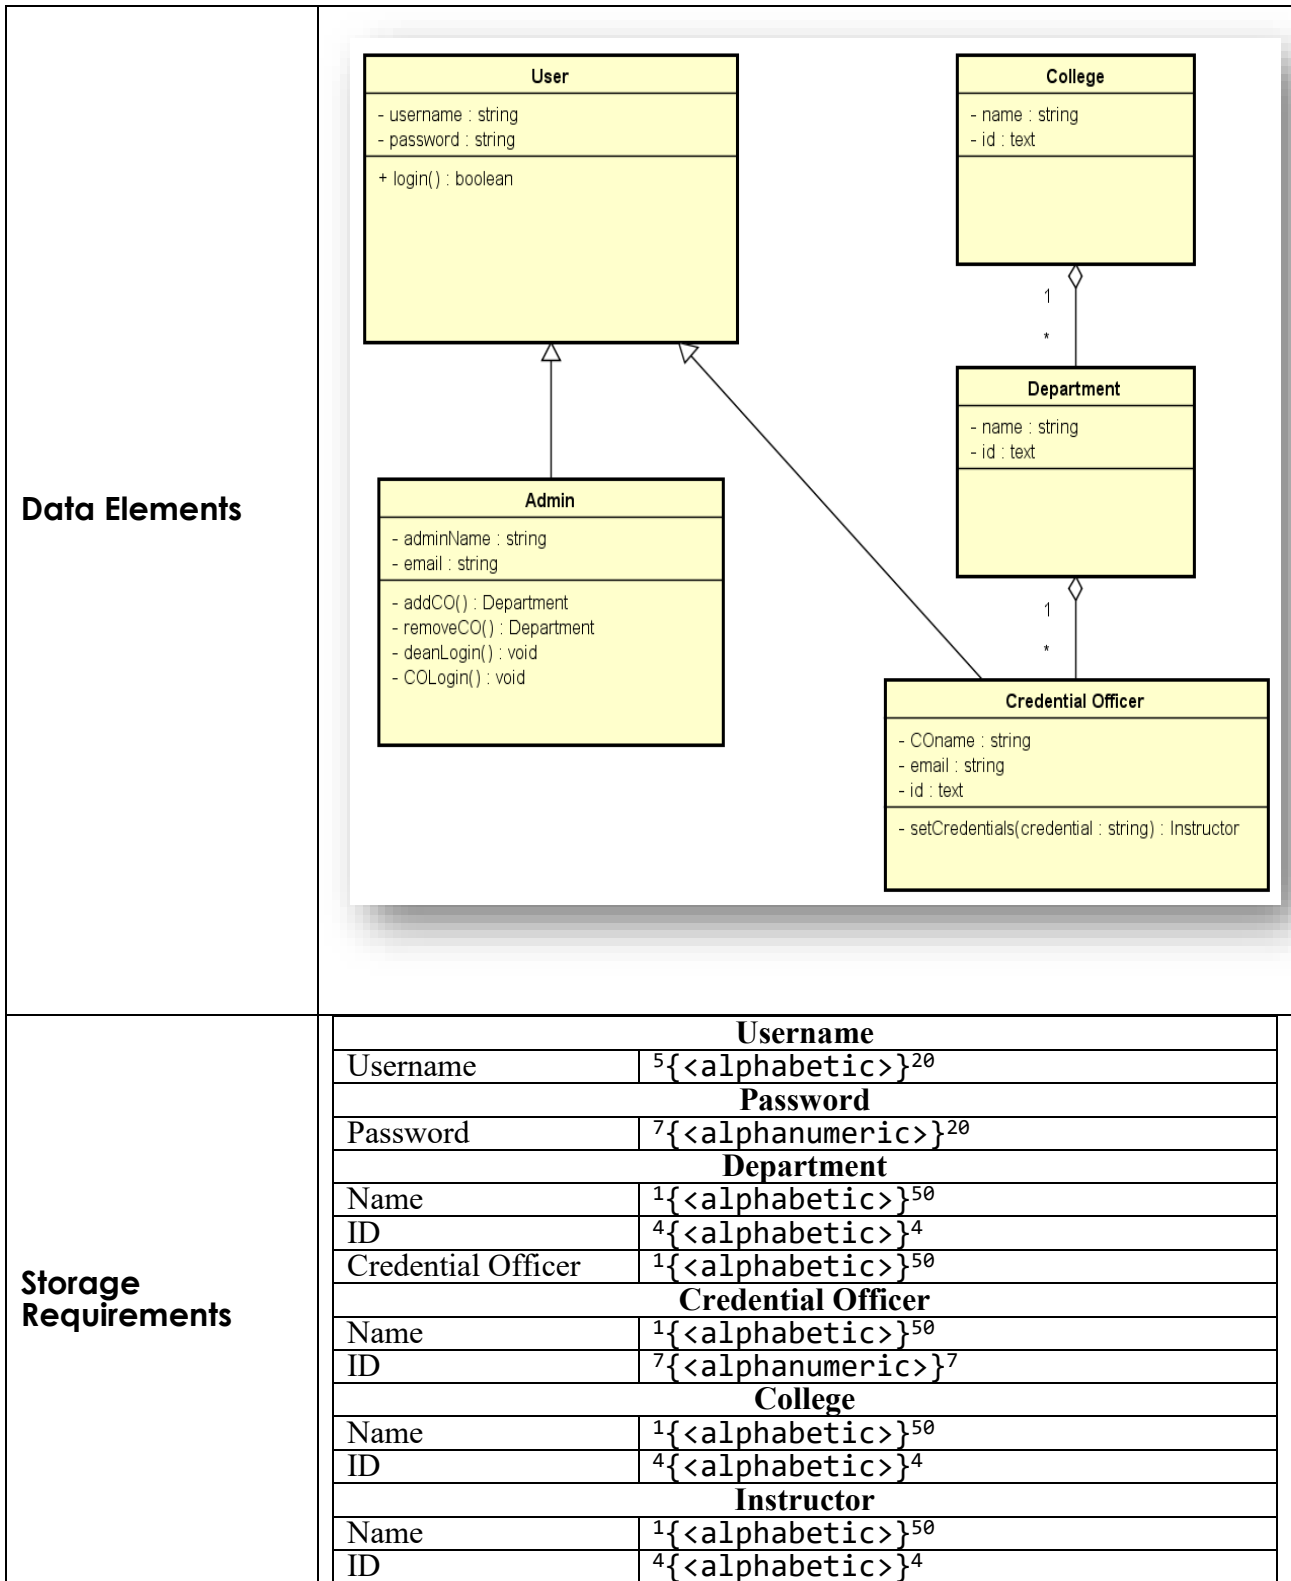 Data Elements
User
- username : string
- password : string
+ login() : boolean
College
- name : string
- id : text
1
*
Department
- name : string
- id : text
1
*
Admin
- adminName : string
- email : string
- addCO() : Department
- removeCO() : Department
- deanLogin() : void
- COLogin() : void
Credential Officer
- COname : string
- email : string
- id : text
- setCredentials(credential : string) : Instructor
Storage
Requirements
Username
Username ⁵{<alphabetic>}²⁰
Password
Password ⁷{<alphanumeric>}²⁰
Department
Name ¹{<alphabetic>}⁵⁰
ID ⁴{<alphabetic>}⁴
Credential Officer ¹{<alphabetic>}⁵⁰
Credential Officer
Name ¹{<alphabetic>}⁵⁰
ID ⁷{<alphanumeric>}⁷
College
Name ¹{<alphabetic>}⁵⁰
ID ⁴{<alphabetic>}⁴
Instructor
Name ¹{<alphabetic>}⁵⁰
ID ⁴{<alphabetic>}⁴